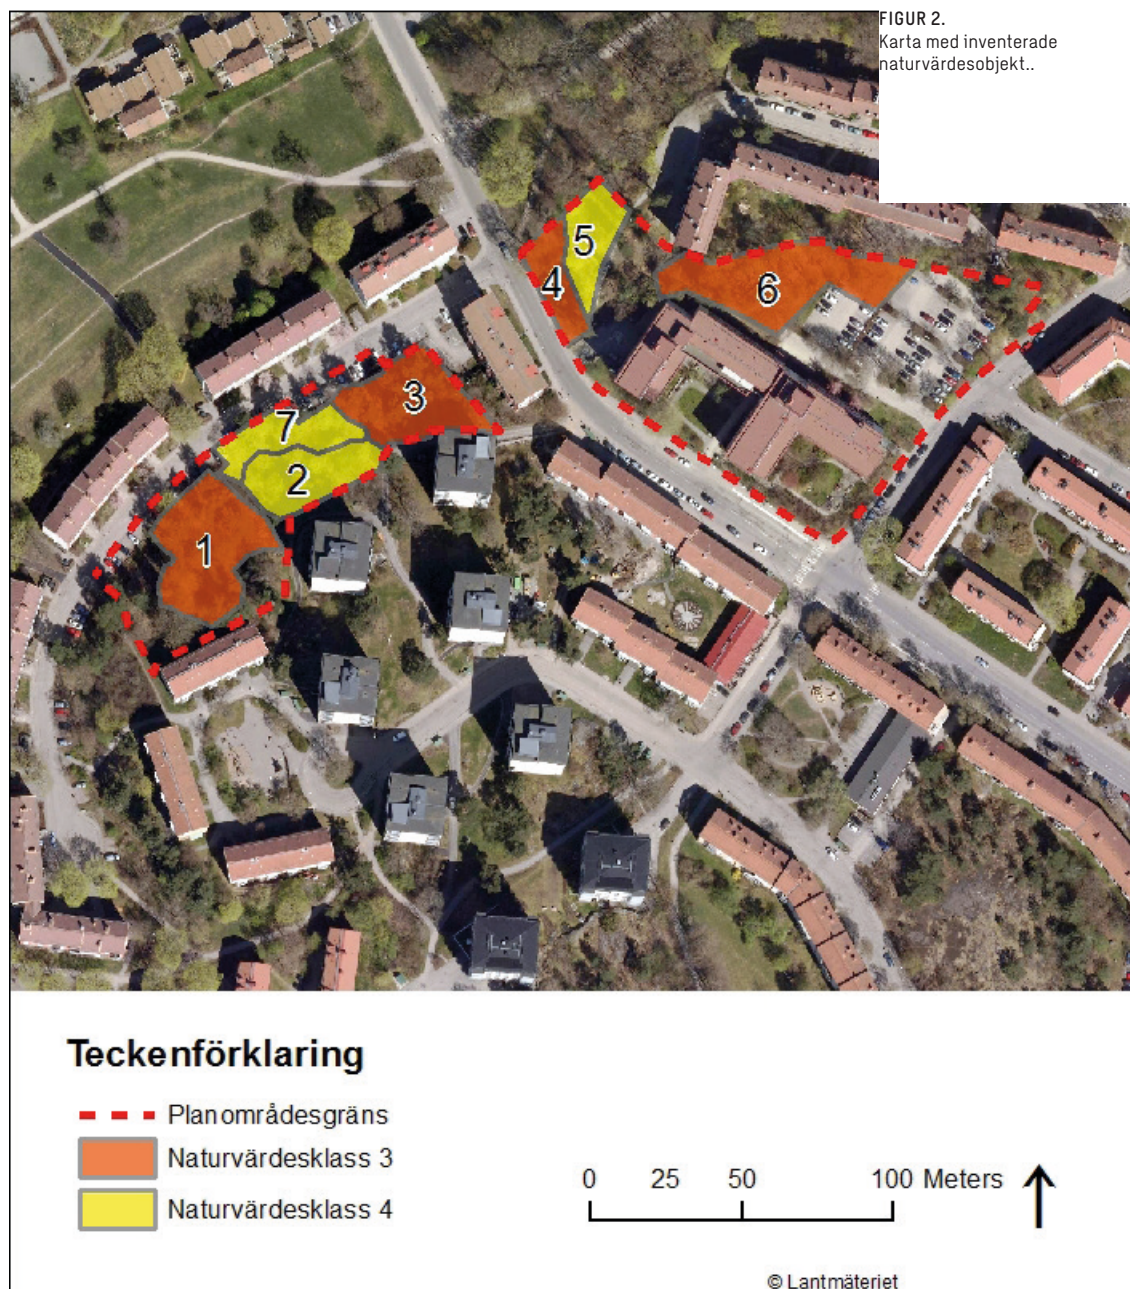 FIGUR 2.
Karta med inventerade
naturvärdesobjekt..
5
4
6
3
7
2
1
Teckenförklaring
Planområdesgräns
Naturvärdesklass 3
Naturvärdesklass 4
0 25 50 100 Meters
© Lantmäteriet